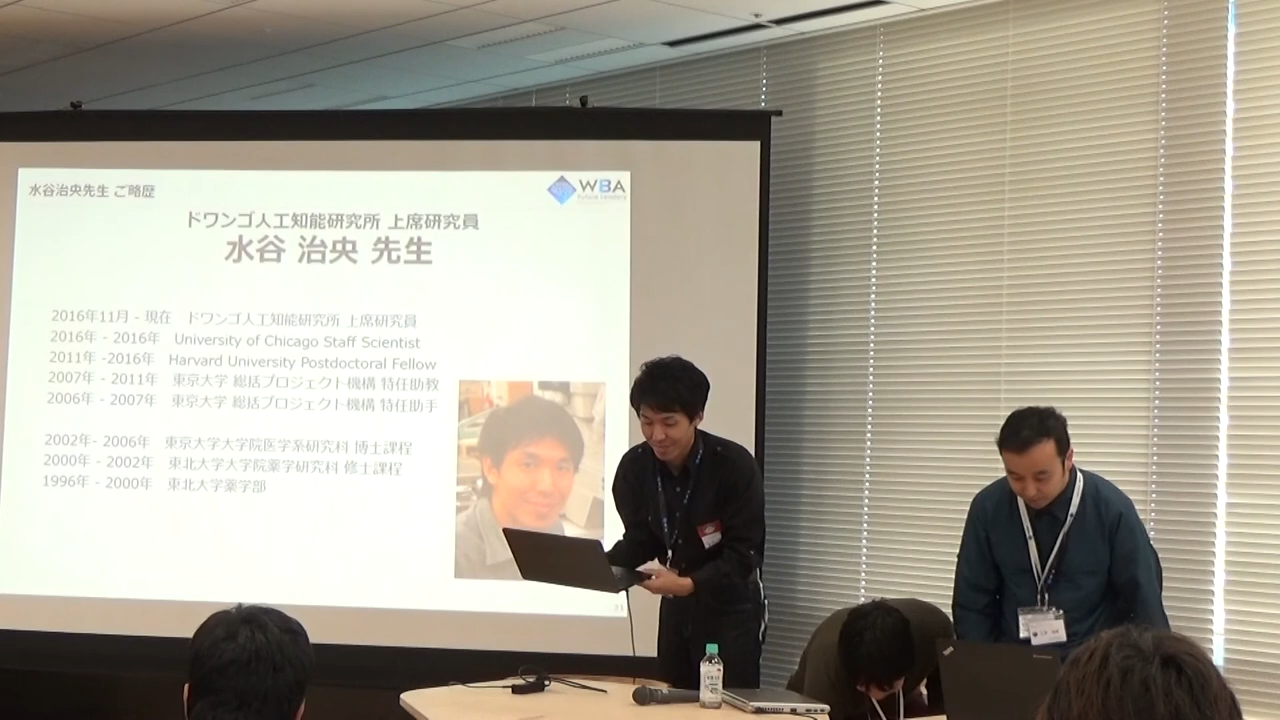 水谷治央先生 ご略歴
WBA
Future Leaders
ドワンゴ人工知能研究所 上席研究員
水谷 治央 先生
2016年11月 - 現在 ドワンゴ人工知能研究所 上席研究員
2016年 - 2016年 University of Chicago Staff Scientist
2011年 -2016年 Harvard University Postdoctoral Fellow
2007年 - 2011年 東京大学 総括プロジェクト機構 特任助教
2006年 - 2007年 東京大学 総括プロジェクト機構 特任助手
2002年- 2006年 東京大学大学院医学系研究科 博士課程
2000年 - 2002年 東北大学大学院薬学研究科 修士課程
1996年 - 2000年 東北大学薬学部